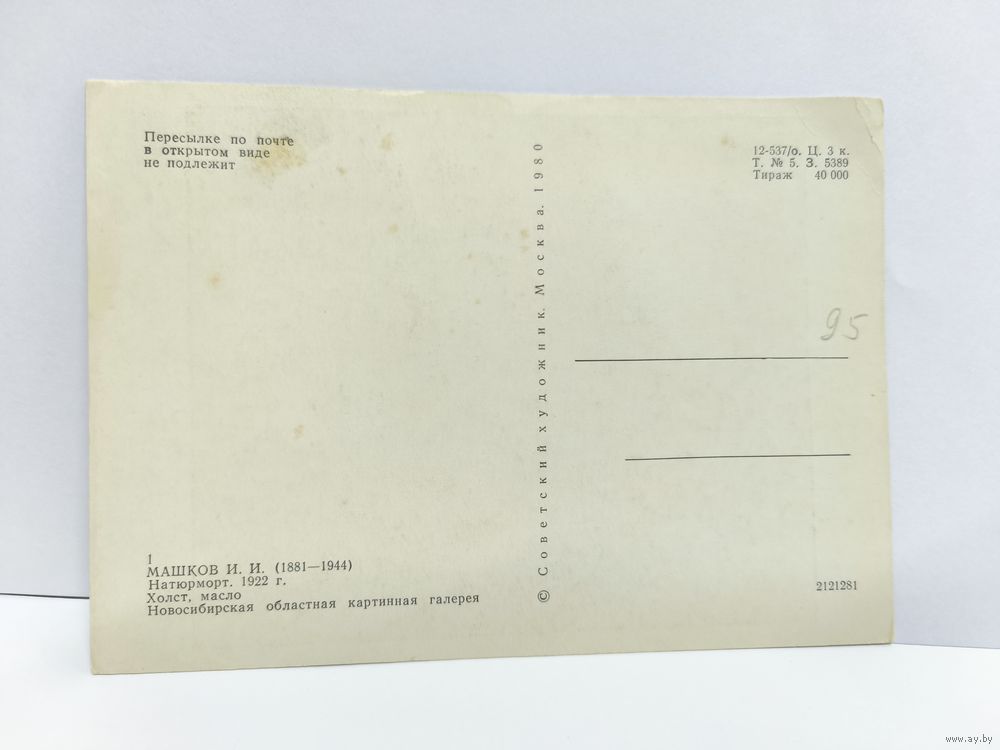 Пересылке по почте
в открытом виде
не подлежит
1
МАШКОВ И. И. (1881—1944)
Натюрморт. 1922 г.
Холст, масло
Новосибирская областная картинная галерея
© Советский художник. Москва. 1980
12-537/о. Ц. 3 к.
Т. № 5. З. 5389
Тираж 40 000
95
2121281
www.ay.by